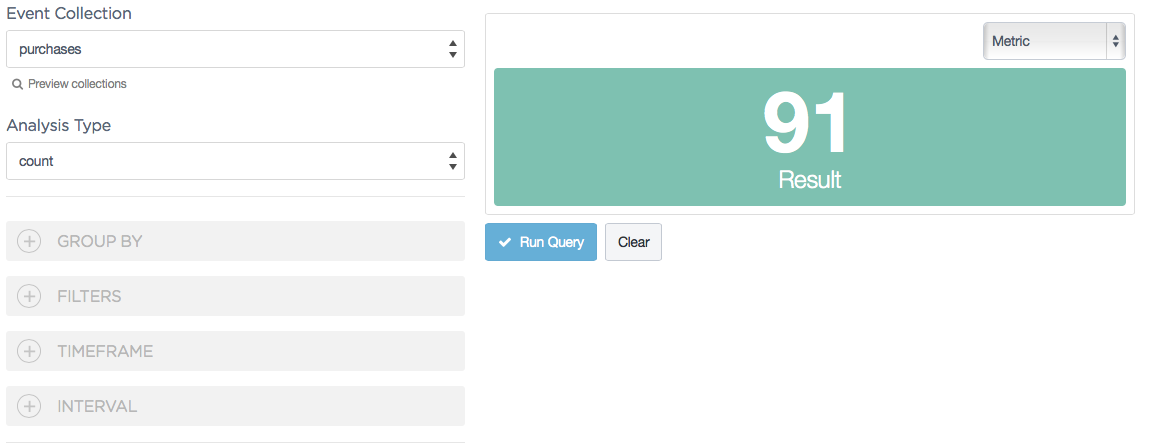 Event Collection
purchases
Preview collections
Analysis Type
count
GROUP BY
FILTERS
TIMEFRAME
INTERVAL
Metric
91
Result
Run Query
Clear